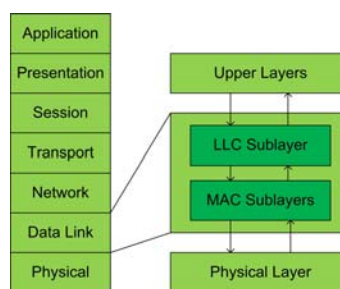 Application
Presentation
Session
Transport
Network
Data Link
Physical
Upper Layers
LLC Sublayer
MAC Sublayers
Physical Layer